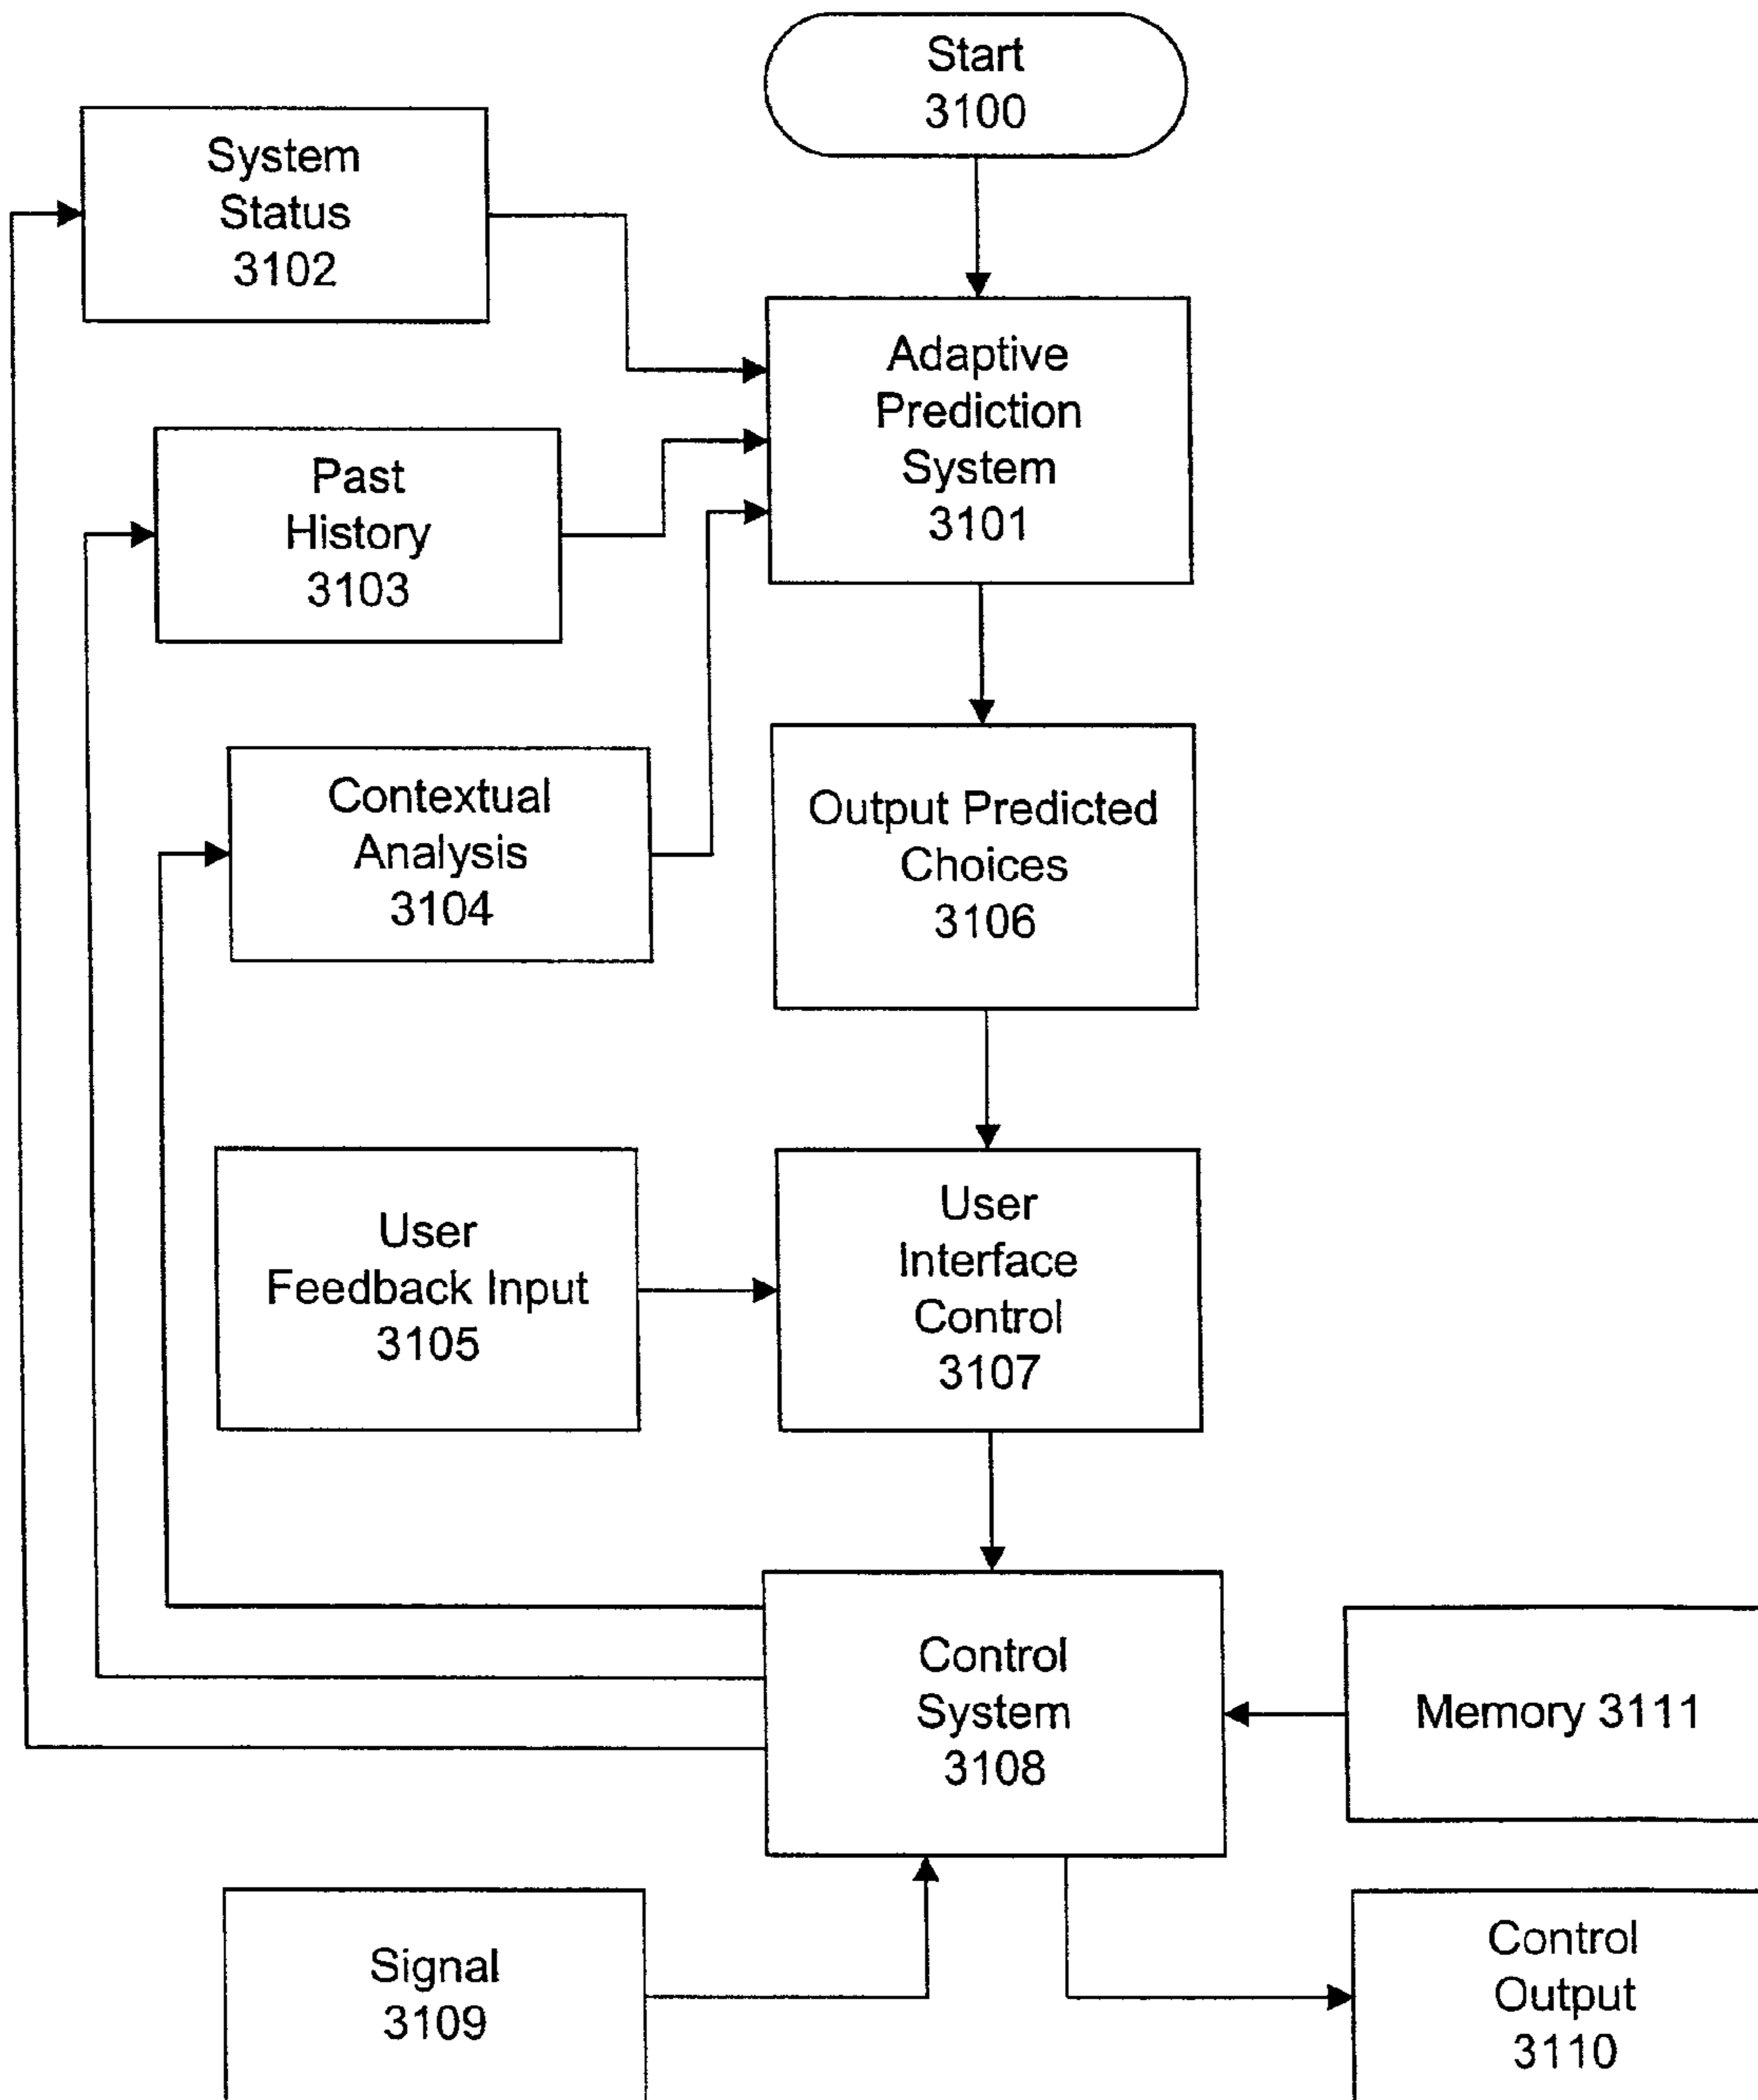 Start
3100
System
Status
3102
Adaptive
Prediction
System
3101
Past
History
3103
Contextual
Analysis
3104
Output Predicted
Choices
3106
User
Feedback Input
3105
User
Interface
Control
3107
Control
System
3108
Memory 3111
Signal
3109
Control
Output
3110